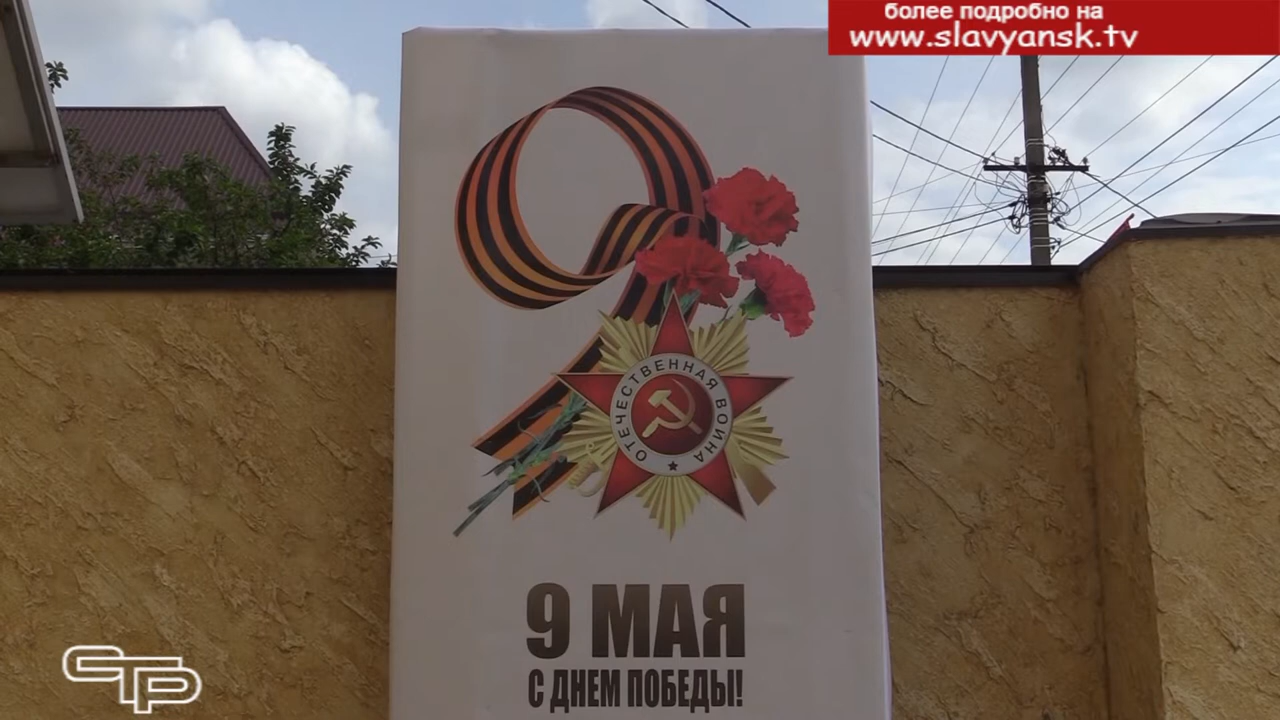 более подробно на
www.slavyansk.tv
ОТЕЧЕСТВЕННАЯ ВОЙНА
9 МАЯ
С ДНЕМ ПОБЕДЫ!
СТР